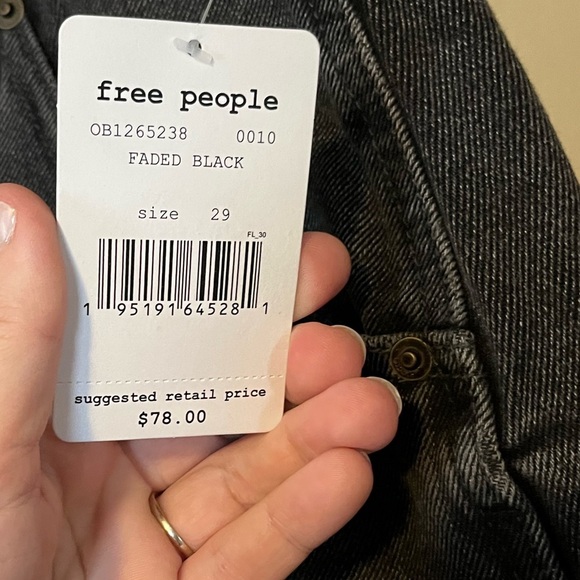 free people
OB1265238 0010
FADED BLACK
size 29
FL_30
1 95191 64528 1
suggested retail price
$78.00